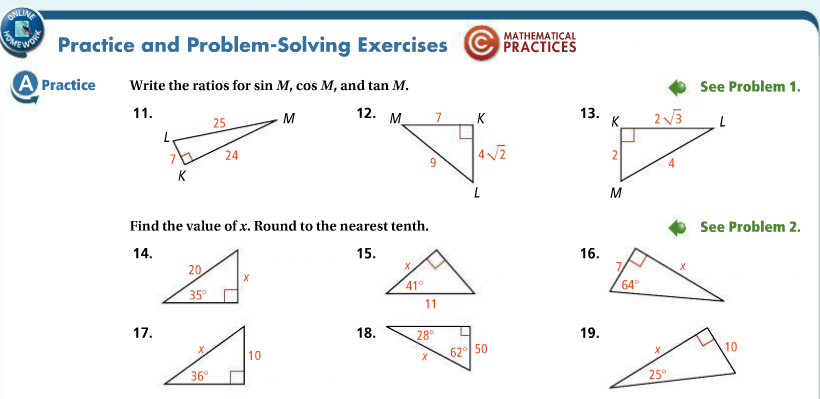 ONLINE
HOMEWORK
Practice and Problem-Solving Exercises
C MATHEMATICAL
PRACTICES
A Practice
Write the ratios for sin M, cos M, and tan M.
See Problem 1.
11.
25
M
L
7
24
K
12.
M
7
K
9
4√2
L
13.
K
2√3
L
2
4
M
Find the value of x. Round to the nearest tenth.
See Problem 2.
14.
20
x
35°
15.
x
41°
11
16.
7
x
64°
17.
x
10
36°
18.
28°
x
62°
50
19.
x
10
25°